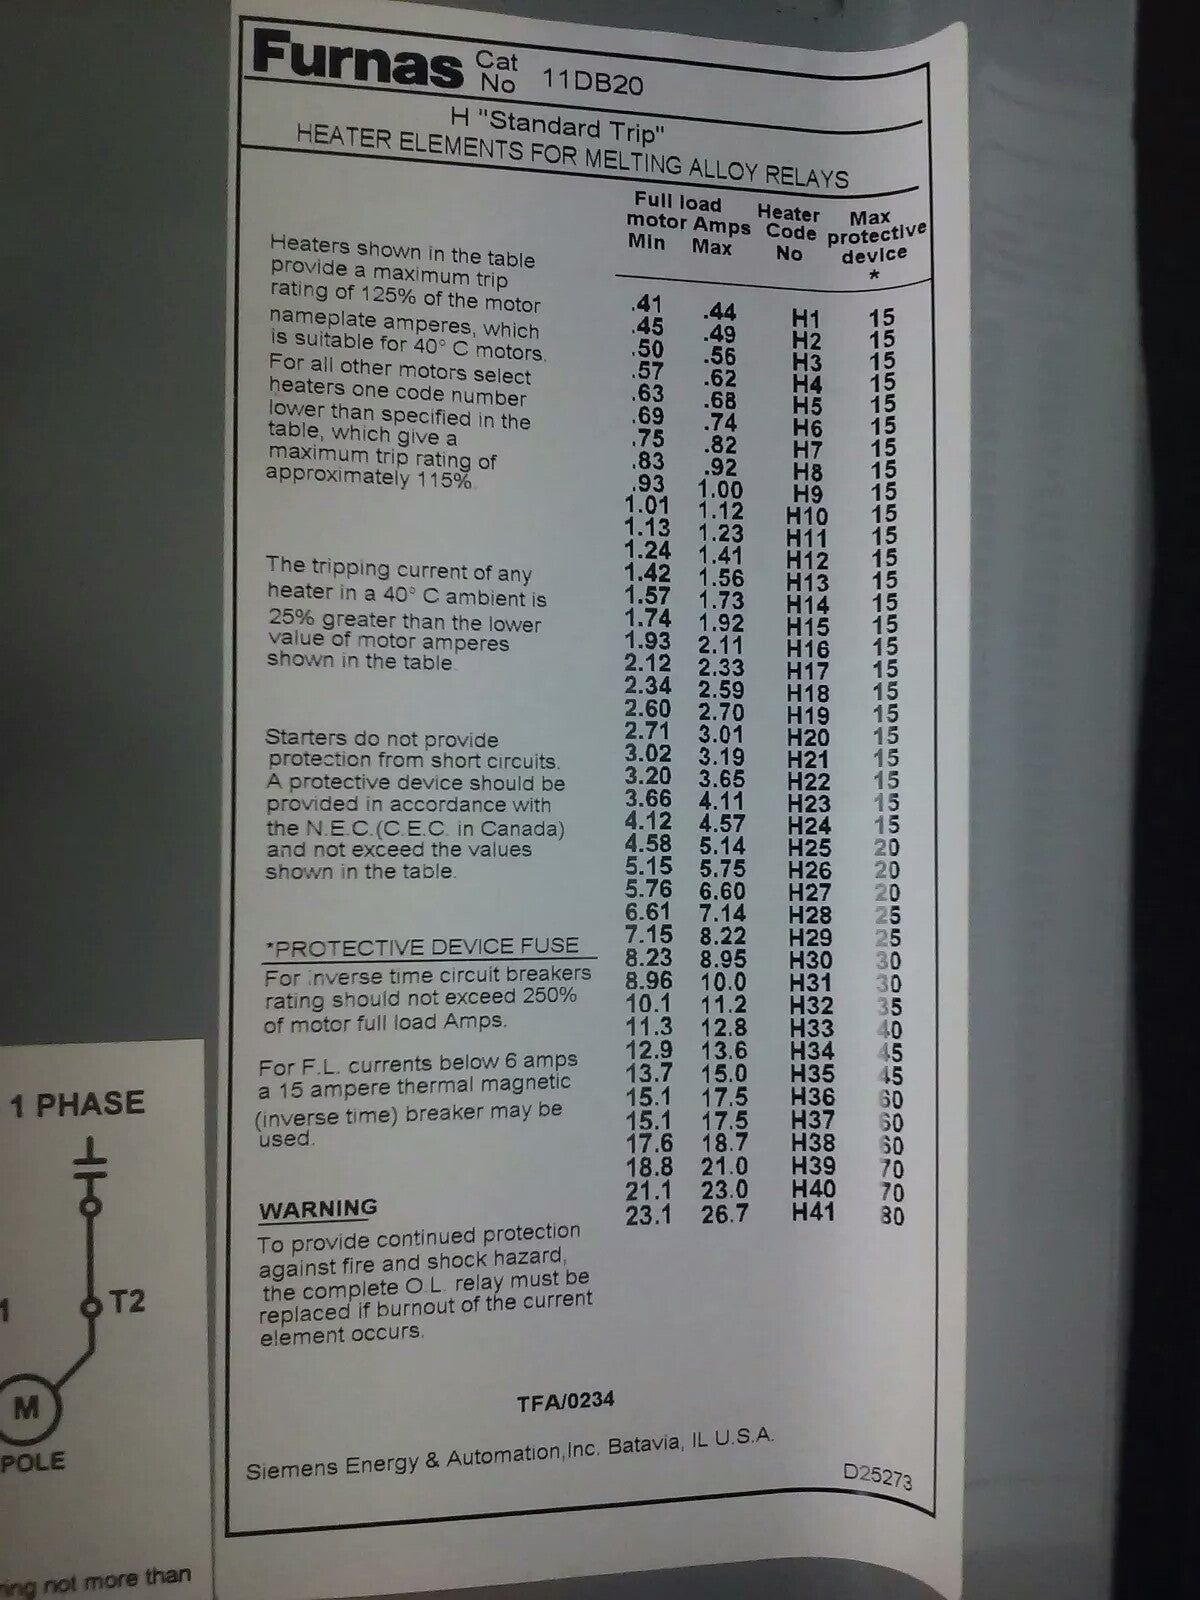 Furnas Cat No 11DB20
H "Standard Trip"
HEATER ELEMENTS FOR MELTING ALLOY RELAYS
Heaters shown in the table
provide a maximum trip
rating of 125% of the motor
nameplate amperes, which
is suitable for 40° C motors.
For all other motors select
heaters one code number
lower than specified in the
table, which give a
maximum trip rating of
approximately 115%.
The tripping current of any
heater in a 40° C ambient is
25% greater than the lower
value of motor amperes
shown in the table.
Starters do not provide
protection from short circuits.
A protective device should be
provided in accordance with
the N.E.C.(C.E.C. in Canada)
and not exceed the values
shown in the table.
*PROTECTIVE DEVICE FUSE
For inverse time circuit breakers
rating should not exceed 250%
of motor full load Amps.
For F.L. currents below 6 amps
a 15 ampere thermal magnetic
(inverse time) breaker may be
used.
WARNING
To provide continued protection
against fire and shock hazard,
the complete O.L. relay must be
replaced if burnout of the current
element occurs.
Full load Heater Max
motor Amps Code protective
Min Max No device
*
.41 .44 H1 15
.45 .49 H2 15
.50 .56 H3 15
.57 .62 H4 15
.63 .68 H5 15
.69 .74 H6 15
.75 .82 H7 15
.83 .92 H8 15
.93 1.00 H9 15
1.01 1.12 H10 15
1.13 1.23 H11 15
1.24 1.41 H12 15
1.42 1.56 H13 15
1.57 1.73 H14 15
1.74 1.92 H15 15
1.93 2.11 H16 15
2.12 2.33 H17 15
2.34 2.59 H18 15
2.60 2.70 H19 15
2.71 3.01 H20 15
3.02 3.19 H21 15
3.20 3.65 H22 15
3.66 4.11 H23 15
4.12 4.57 H24 15
4.58 5.14 H25 20
5.15 5.75 H26 20
5.76 6.60 H27 20
6.61 7.14 H28 25
7.15 8.22 H29 25
8.23 8.95 H30 30
8.96 10.0 H31 30
10.1 11.2 H32 35
11.3 12.8 H33 40
12.9 13.6 H34 45
13.7 15.0 H35 45
15.1 17.5 H36 60
15.1 17.5 H37 60
17.6 18.7 H38 60
18.8 21.0 H39 70
21.1 23.0 H40 70
23.1 26.7 H41 80
TFA/0234
Siemens Energy & Automation,Inc. Batavia, IL U.S.A.
D25273
1 PHASE
T2
1
M
POLE
not more than